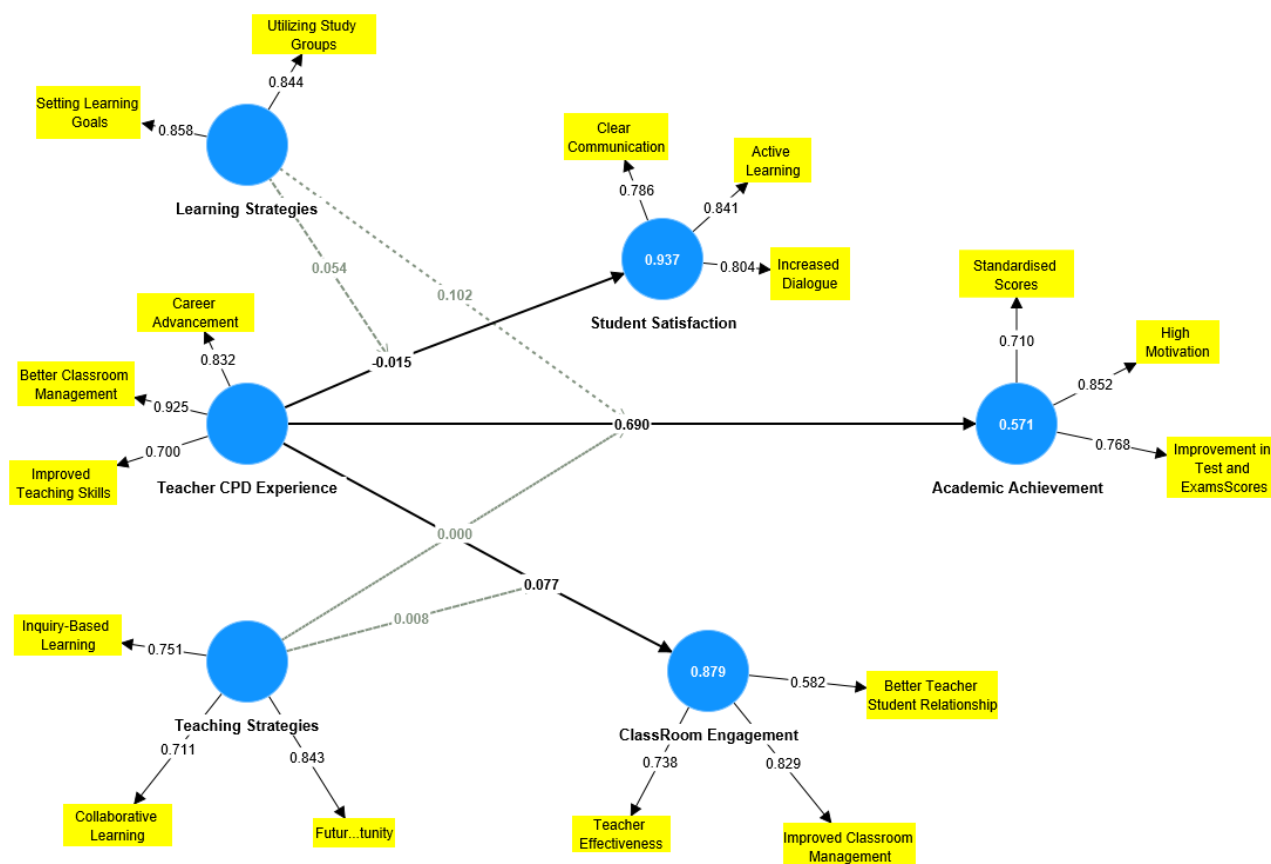 Utilizing Study
Groups
0.844
Setting Learning
Goals
0.858
Learning Strategies
Clear
Communication
Active
Learning
0.786
0.841
0.937
0.804
Increased
Dialogue
Student Satisfaction
0.054
0.102
Standardised
Scores
0.710
High
Motivation
0.852
0.571
0.768
Improvement in
Test and
ExamsScores
Academic Achievement
Career
Advancement
0.832
Better Classroom
Management
0.925
0.700
Improved
Teaching Skills
Teacher CPD Experience
-0.015
0.690
0.000
0.077
0.008
Inquiry-Based
Learning
0.751
Teaching Strategies
0.711
0.843
Collaborative
Learning
Futur...tunity
0.879
0.582
Better Teacher
Student Relationship
ClassRoom Engagement
0.738
0.829
Teacher
Effectiveness
Improved Classroom
Management